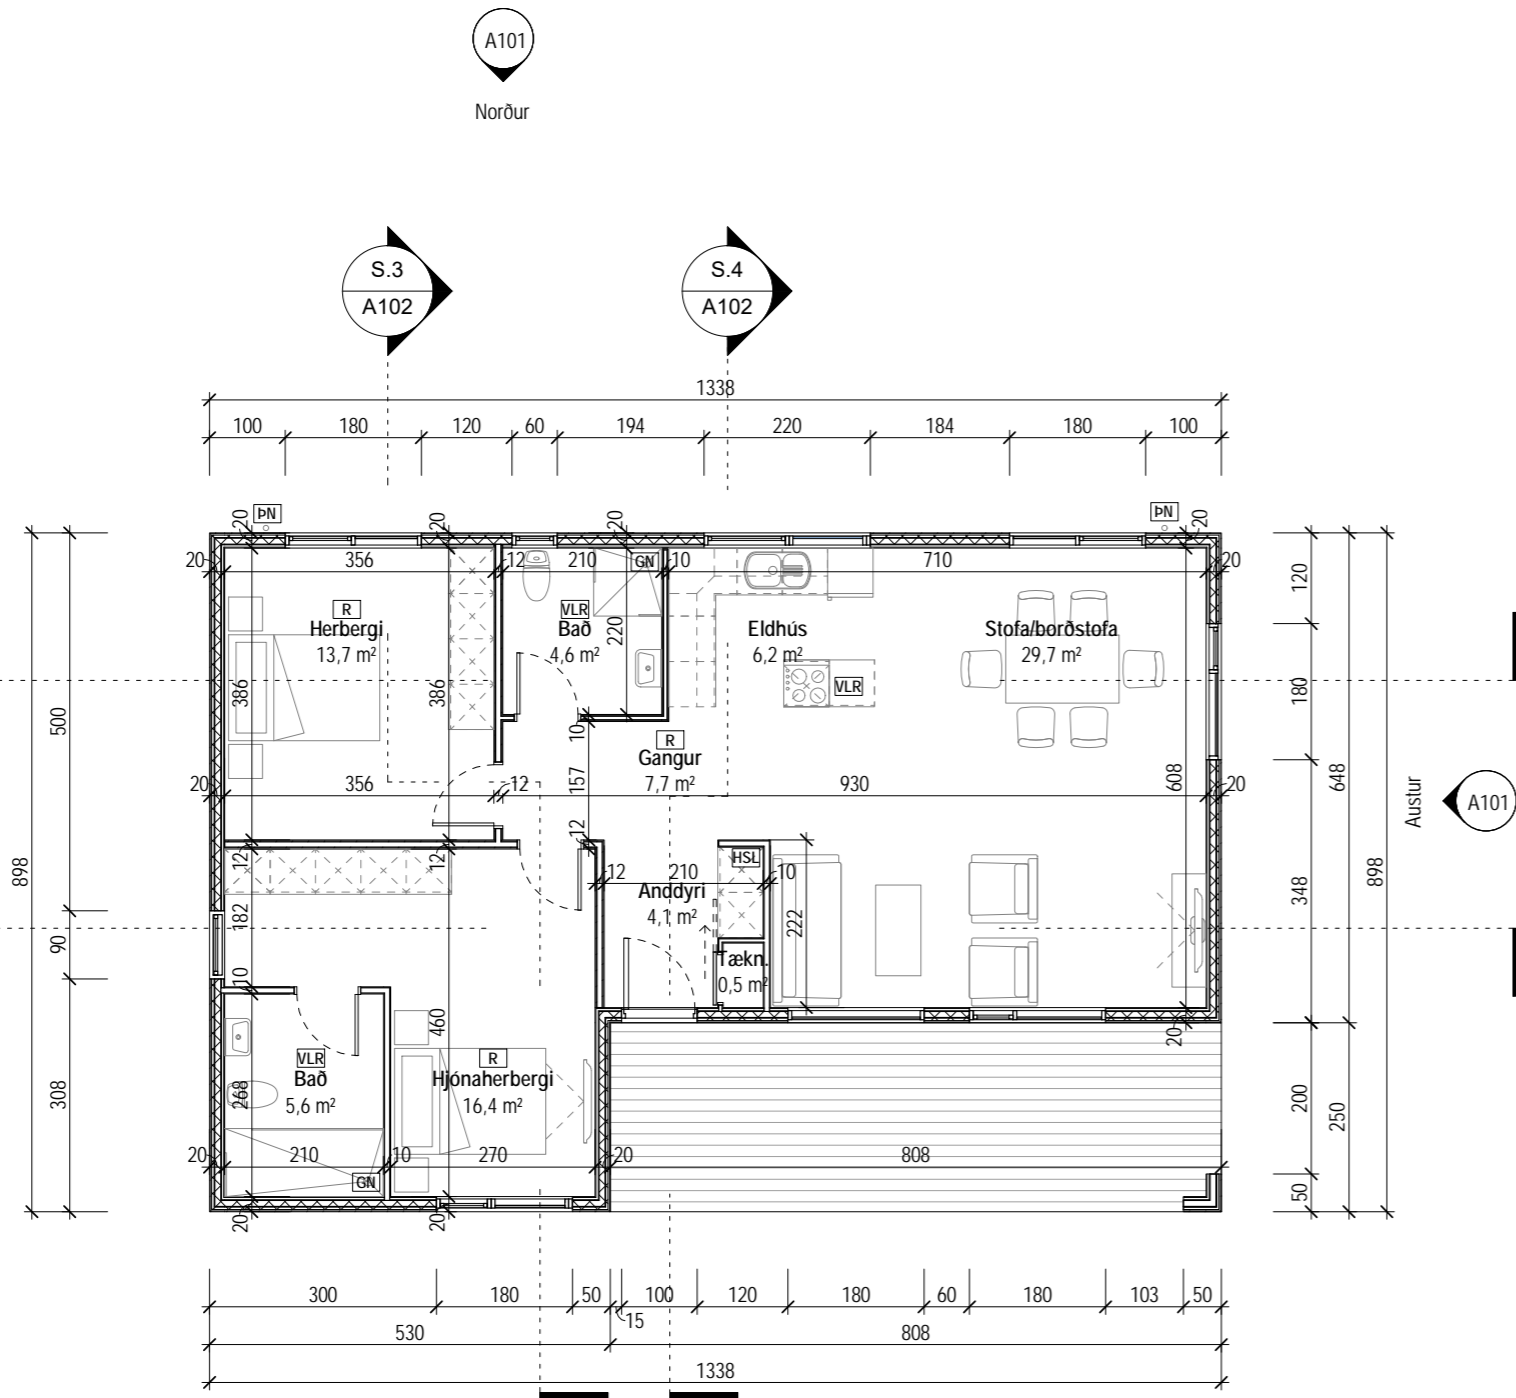 A101
Norður
S.3
A102
S.4
A102
1338
100 180 120 60 194 220 184 180 100
ÞN ÞN
20 20 20 20
20 356 12 210 GN 10 710 20
R
Herbergi
13,7 m²
VLR
Bað
4,6 m²
220
Eldhús
6,2 m²
Stofa/borðstofa
29,7 m²
VLR
386 386
10
R
Gangur
7,7 m²
157
20 356 12 930 608 20
12 12 12
12 210 HSL 10
Anddyri
4,1 m²
222
Tækn.
0,5 m²
182
10
460
VLR
Bað
5,6 m²
268
R
Hjónaherbergi
16,4 m²
20
20 210 10 270 20 808
GN
20 20
898
500
90
308
120
180
348
200
50
648
250
898
Austur
A101
300 180 50 15 100 120 180 60 180 103 50
530 808
1338